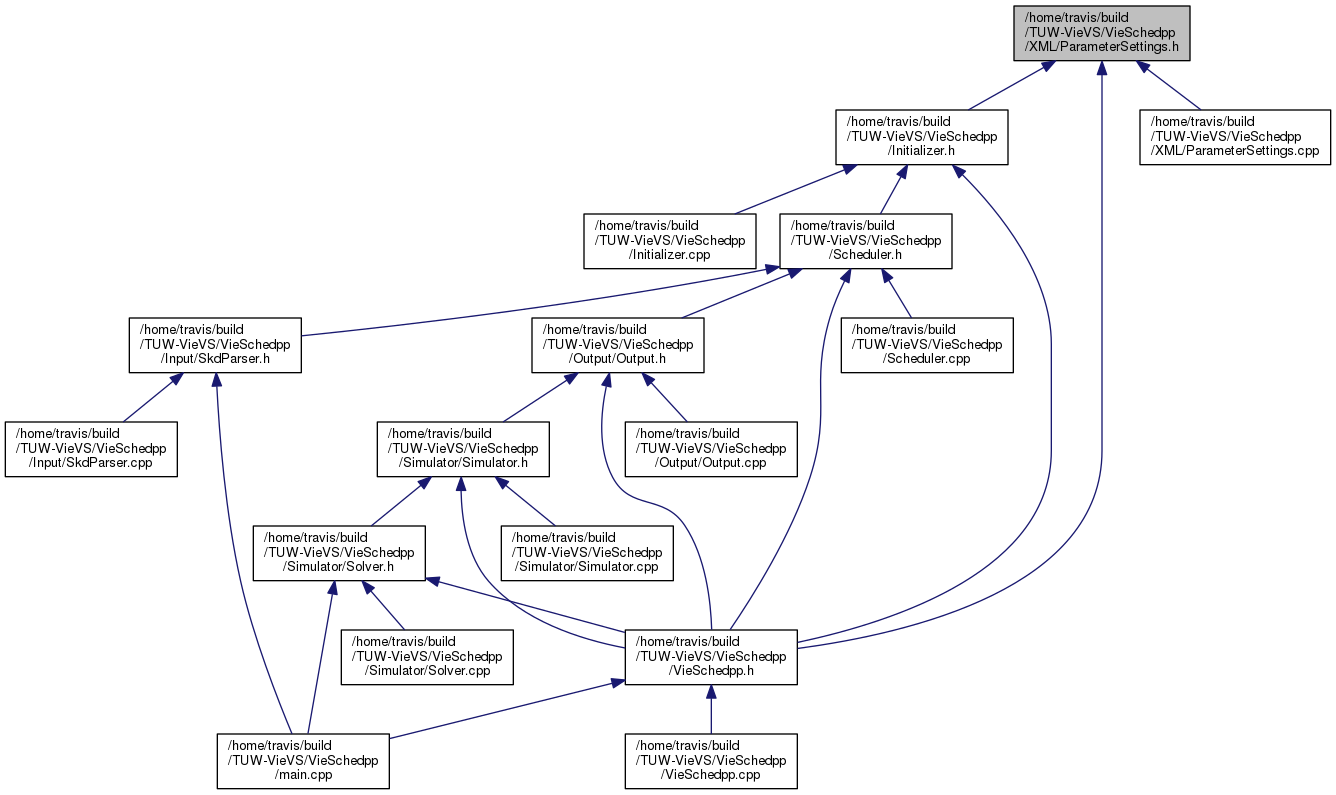 /home/travis/build
/TUW-VieVS/VieSchedpp
/XML/ParameterSettings.h
/home/travis/build
/TUW-VieVS/VieSchedpp
/Initializer.h
/home/travis/build
/TUW-VieVS/VieSchedpp
/XML/ParameterSettings.cpp
/home/travis/build
/TUW-VieVS/VieSchedpp
/Initializer.cpp
/home/travis/build
/TUW-VieVS/VieSchedpp
/Scheduler.h
/home/travis/build
/TUW-VieVS/VieSchedpp
/Input/SkdParser.h
/home/travis/build
/TUW-VieVS/VieSchedpp
/Output/Output.h
/home/travis/build
/TUW-VieVS/VieSchedpp
/Scheduler.cpp
/home/travis/build
/TUW-VieVS/VieSchedpp
/Input/SkdParser.cpp
/home/travis/build
/TUW-VieVS/VieSchedpp
/Simulator/Simulator.h
/home/travis/build
/TUW-VieVS/VieSchedpp
/Output/Output.cpp
/home/travis/build
/TUW-VieVS/VieSchedpp
/Simulator/Solver.h
/home/travis/build
/TUW-VieVS/VieSchedpp
/Simulator/Simulator.cpp
/home/travis/build
/TUW-VieVS/VieSchedpp
/Simulator/Solver.cpp
/home/travis/build
/TUW-VieVS/VieSchedpp
/VieSchedpp.h
/home/travis/build
/TUW-VieVS/VieSchedpp
/main.cpp
/home/travis/build
/TUW-VieVS/VieSchedpp
/VieSchedpp.cpp